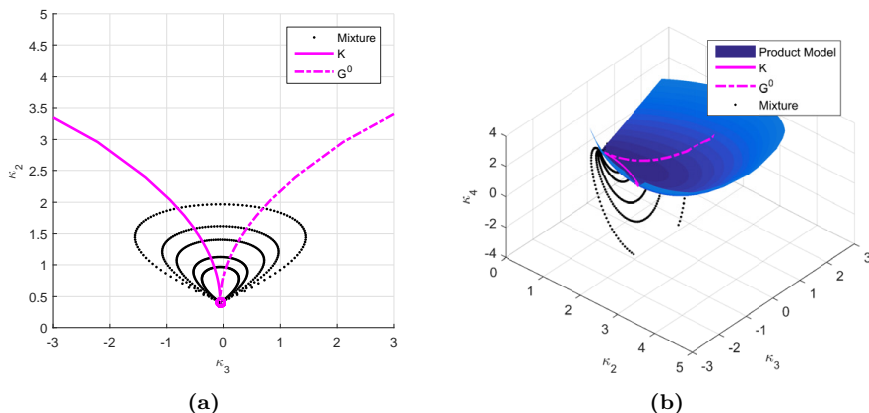 5
4.5
4
3.5
3
2.5
2
1.5
1
0.5
0
κ2
-3 -2 -1 0 1 2 3
κ3
Mixture
K
G0
(a)
4
2
0
-2
-4
κ4
0 1 2 3 4 5
κ2
-3 -2 -1 0 1 2 3
κ3
Product Model
K
G0
Mixture
(b)